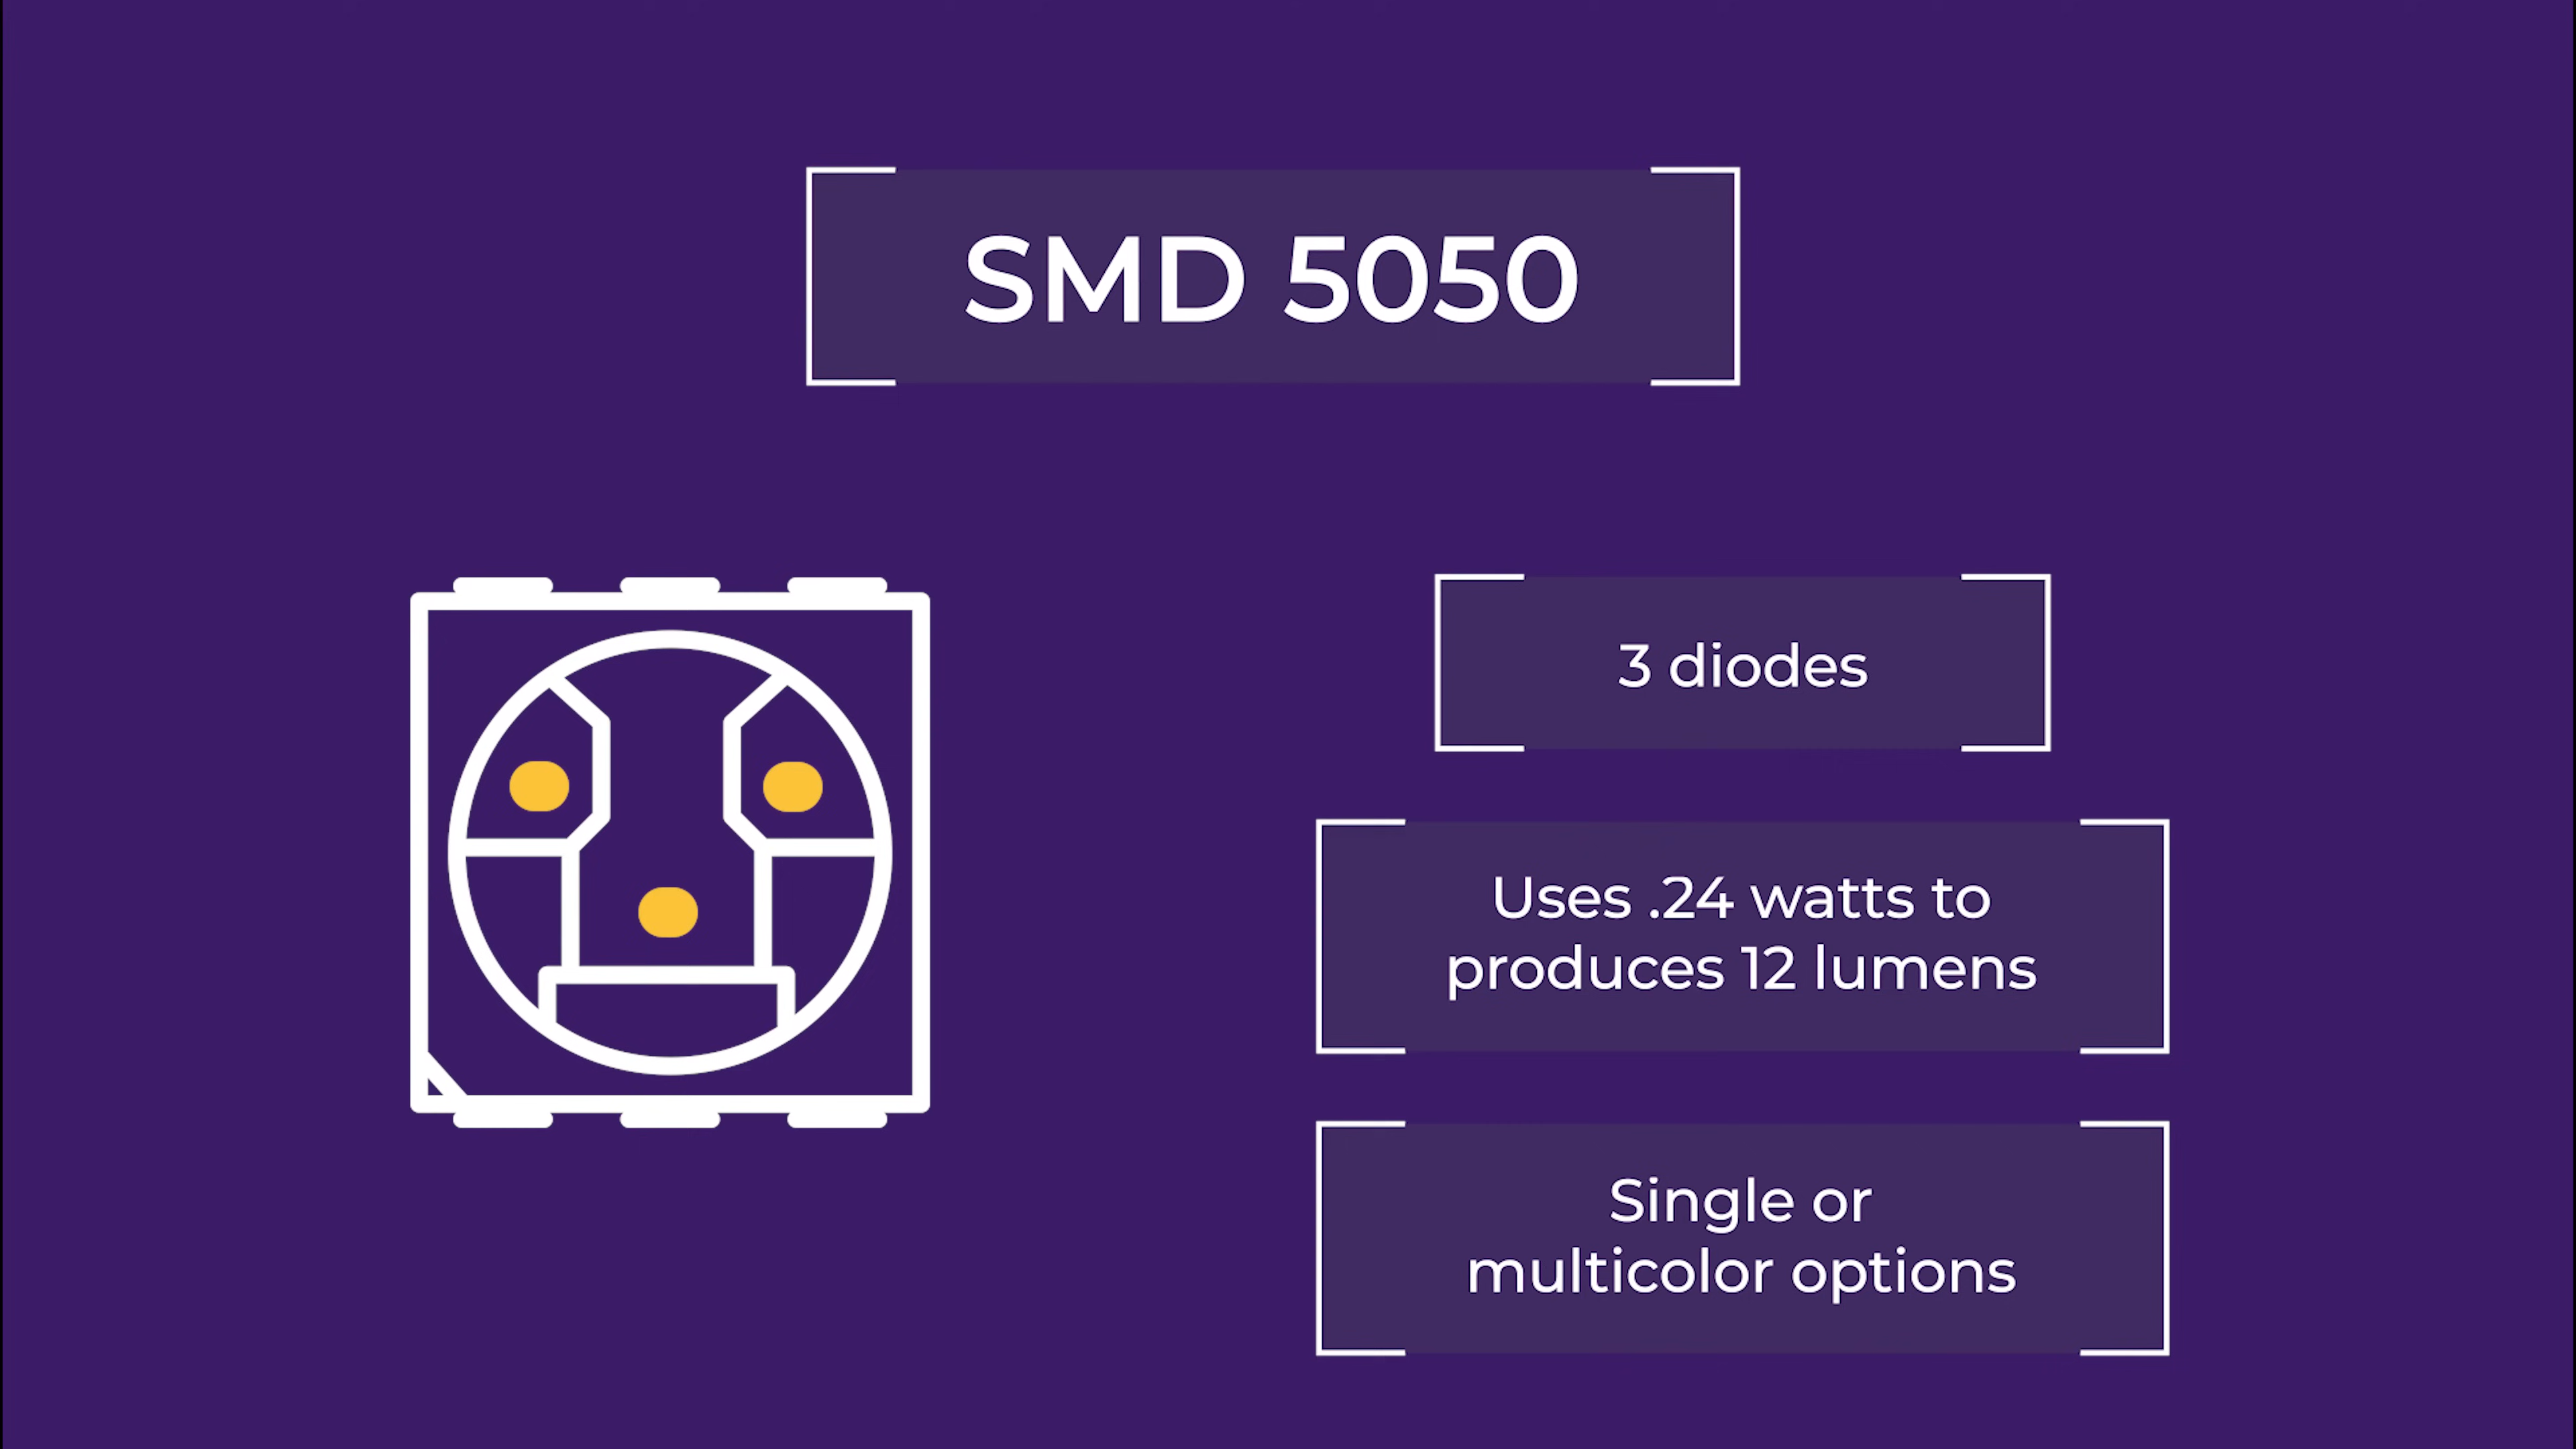 SMD 5050
3 diodes
Uses .24 watts to
produces 12 lumens
Single or
multicolor options